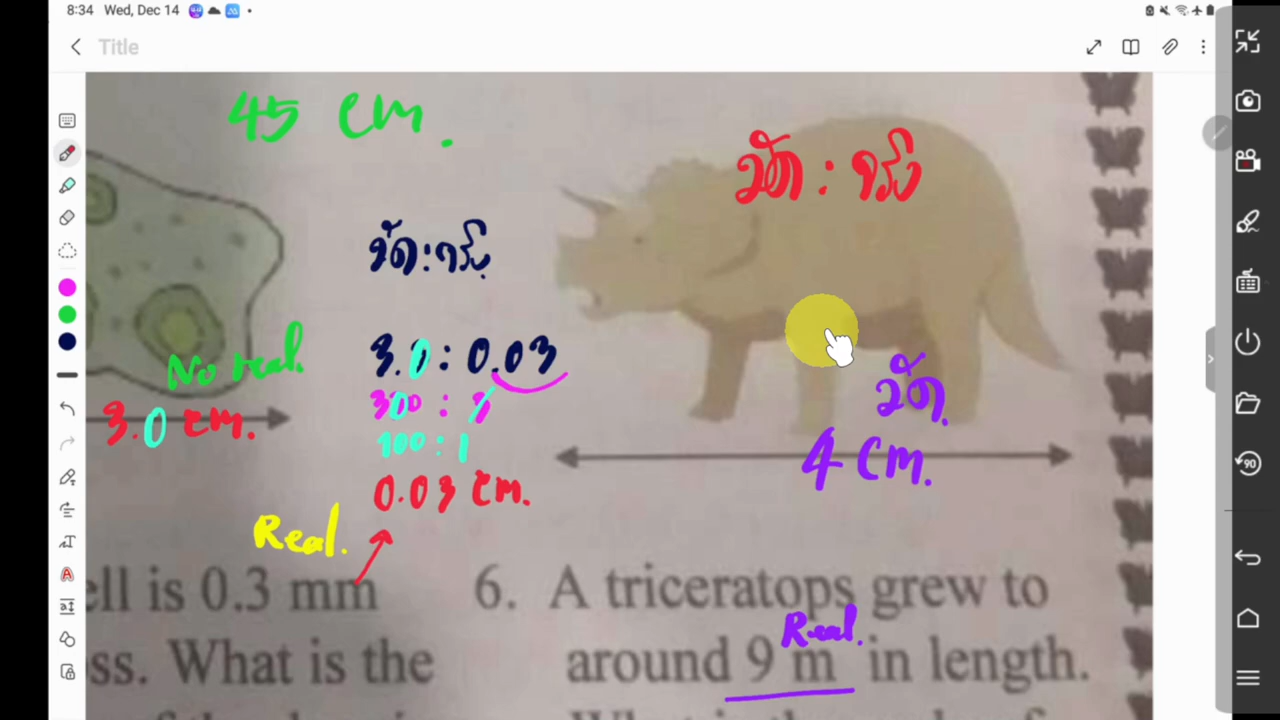 8:34 Wed, Dec 14
Title
45 cm.
วัด : จริง
วัด : จริง
3.0 : 0.03
No real.
300 : 3
3.0 cm.
100 : 1
วัด.
4 cm.
0.03 cm.
Real.
ell is 0.3 mm
ss. What is the
6. A triceratops grew to
Real.
around 9 m in length.
90